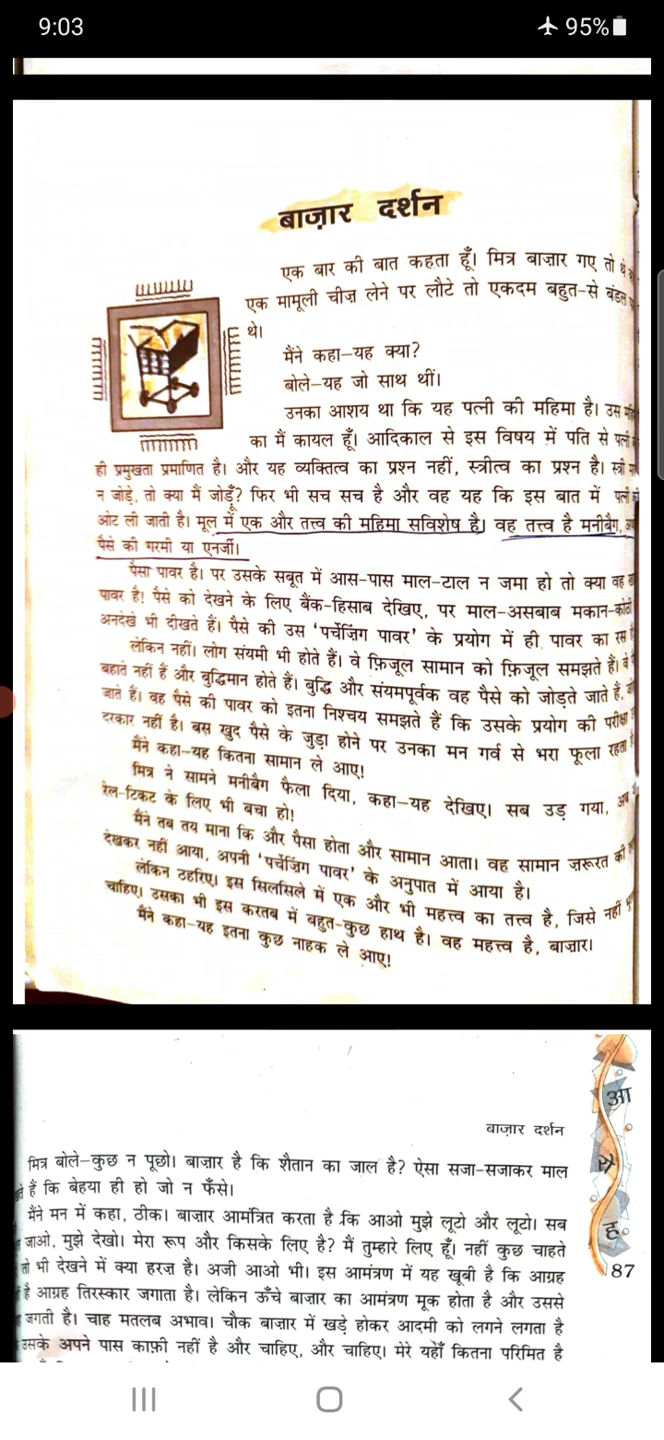 9:03
95%
बाज़ार दर्शन
एक बार की बात कहता हूँ। मित्र बाज़ार गए तो थे
एक मामूली चीज़ लेने पर लौटे तो एकदम बहुत-से बंडल
थे।
मैंने कहा–यह क्या?
बोले–यह जो साथ थीं।
उनका आशय था कि यह पत्नी की महिमा है। उस
का मैं कायल हूँ। आदिकाल से इस विषय में पति से पत्नी
ही प्रमुखता प्रमाणित है। और यह व्यक्तित्व का प्रश्न नहीं, स्त्रीत्व का प्रश्न है। स्त्री
न जोड़े, तो क्या मैं जोड़ूँ? फिर भी सच सच है और वह यह कि इस बात में पत्नी
ओट ली जाती है। मूल में एक और तत्त्व की महिमा सविशेष है। वह तत्त्व है मनीबैग,
पैसे की गरमी या एनर्जी।
पैसा पावर है। पर उसके सबूत में आस-पास माल-टाल न जमा हो तो क्या वह
पावर है! पैसे को देखने के लिए बैंक-हिसाब देखिए, पर माल-असबाब मकान-कोठी
अनदेखे भी दीखते हैं। पैसे की उस 'पर्चेज़िंग पावर' के प्रयोग में ही पावर का रस
लेकिन नहीं। लोग संयमी भी होते हैं। वे फ़िजूल सामान को फ़िजूल समझते हैं। वे
बहाते नहीं हैं और बुद्धिमान होते हैं। बुद्धि और संयमपूर्वक वह पैसे को जोड़ते जाते हैं,
जाते हैं। वह पैसे की पावर को इतना निश्चय समझते हैं कि उसके प्रयोग की परीक्षा
दरकार नहीं है। बस खुद पैसे के जुड़ा होने पर उनका मन गर्व से भरा फूला रहता
मैंने कहा–यह कितना सामान ले आए!
मित्र ने सामने मनीबैग फैला दिया, कहा–यह देखिए। सब उड़ गया, अब
रेल-टिकट के लिए भी बचा हो!
मैंने तब तय माना कि और पैसा होता और सामान आता। वह सामान ज़रूरत की
देखकर नहीं आया, अपनी 'पर्चेज़िंग पावर' के अनुपात में आया है।
लेकिन ठहरिए। इस सिलसिले में एक और भी महत्त्व का तत्त्व है, जिसे नहीं
चाहिए। उसका भी इस करतब में बहुत-कुछ हाथ है। वह महत्त्व है, बाज़ार।
मैंने कहा–यह इतना कुछ नाहक ले आए!
बाज़ार दर्शन
मित्र बोले–कुछ न पूछो। बाज़ार है कि शैतान का जाल है? ऐसा सजा-सजाकर माल
हैं कि बेहया ही हो जो न फँसे।
मैंने मन में कहा, ठीक। बाज़ार आमंत्रित करता है कि आओ मुझे लूटो और लूटो। सब
जाओ, मुझे देखो। मेरा रूप और किसके लिए है? मैं तुम्हारे लिए हूँ। नहीं कुछ चाहते
तो भी देखने में क्या हरज़ है। अजी आओ भी। इस आमंत्रण में यह खूबी है कि आग्रह
है आग्रह तिरस्कार जगाता है। लेकिन ऊँचे बाज़ार का आमंत्रण मूक होता है और उससे
जगती है। चाह मतलब अभाव। चौक बाज़ार में खड़े होकर आदमी को लगने लगता है
उसके अपने पास काफ़ी नहीं है और चाहिए, और चाहिए। मेरे यहाँ कितना परिमित है
आ
रो
ह
87